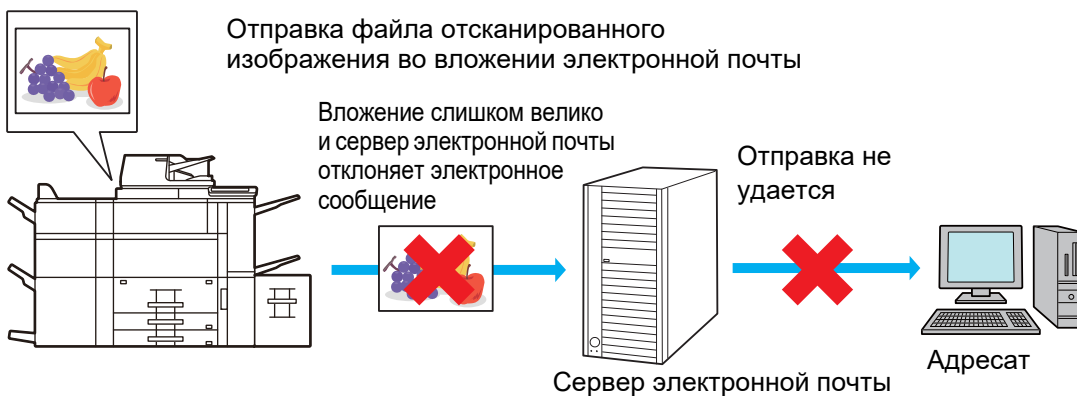 Отправка файла отсканированного
изображения во вложении электронной почты
Вложение слишком велико
и сервер электронной почты
отклоняет электронное
сообщение
Отправка не
удается
Адресат
Сервер электронной почты